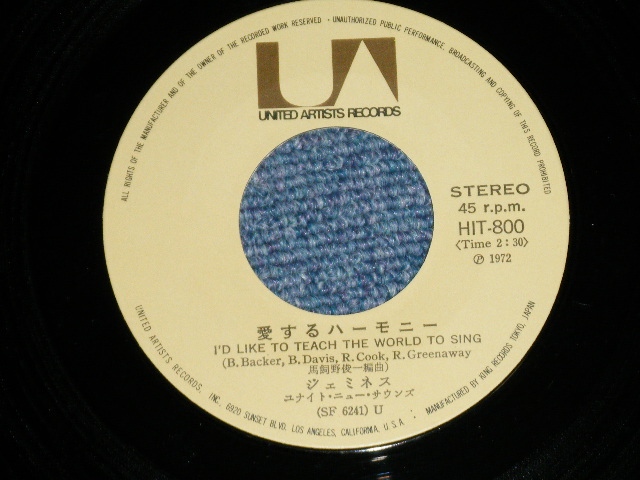 ALL RIGHTS OF THE MANUFACTURER AND OF THE OWNER OF THE RECORDED WORK RESERVED • UNAUTHORIZED PUBLIC PERFORMANCE, BROADCASTING AND COPYING OF THIS RECORD PROHIBITED
UA
UNITED ARTISTS RECORDS
STEREO
45 r.p.m.
HIT-800
〈Time 2:30〉
Ⓟ 1972
愛するハーモニー
I'D LIKE TO TEACH THE WORLD TO SING
(B. Backer, B. Davis, R. Cook, R. Greenaway
馬飼野俊一編曲)
ジェミネス
ユナイト・ニュー・サウンズ
(SF 6241) U
UNITED ARTISTS RECORDS, INC. 6920 SUNSET BLVD. LOS ANGELES, CALIFORNIA, U.S.A. • MANUFACTURED BY KING RECORDS TOKYO, JAPAN